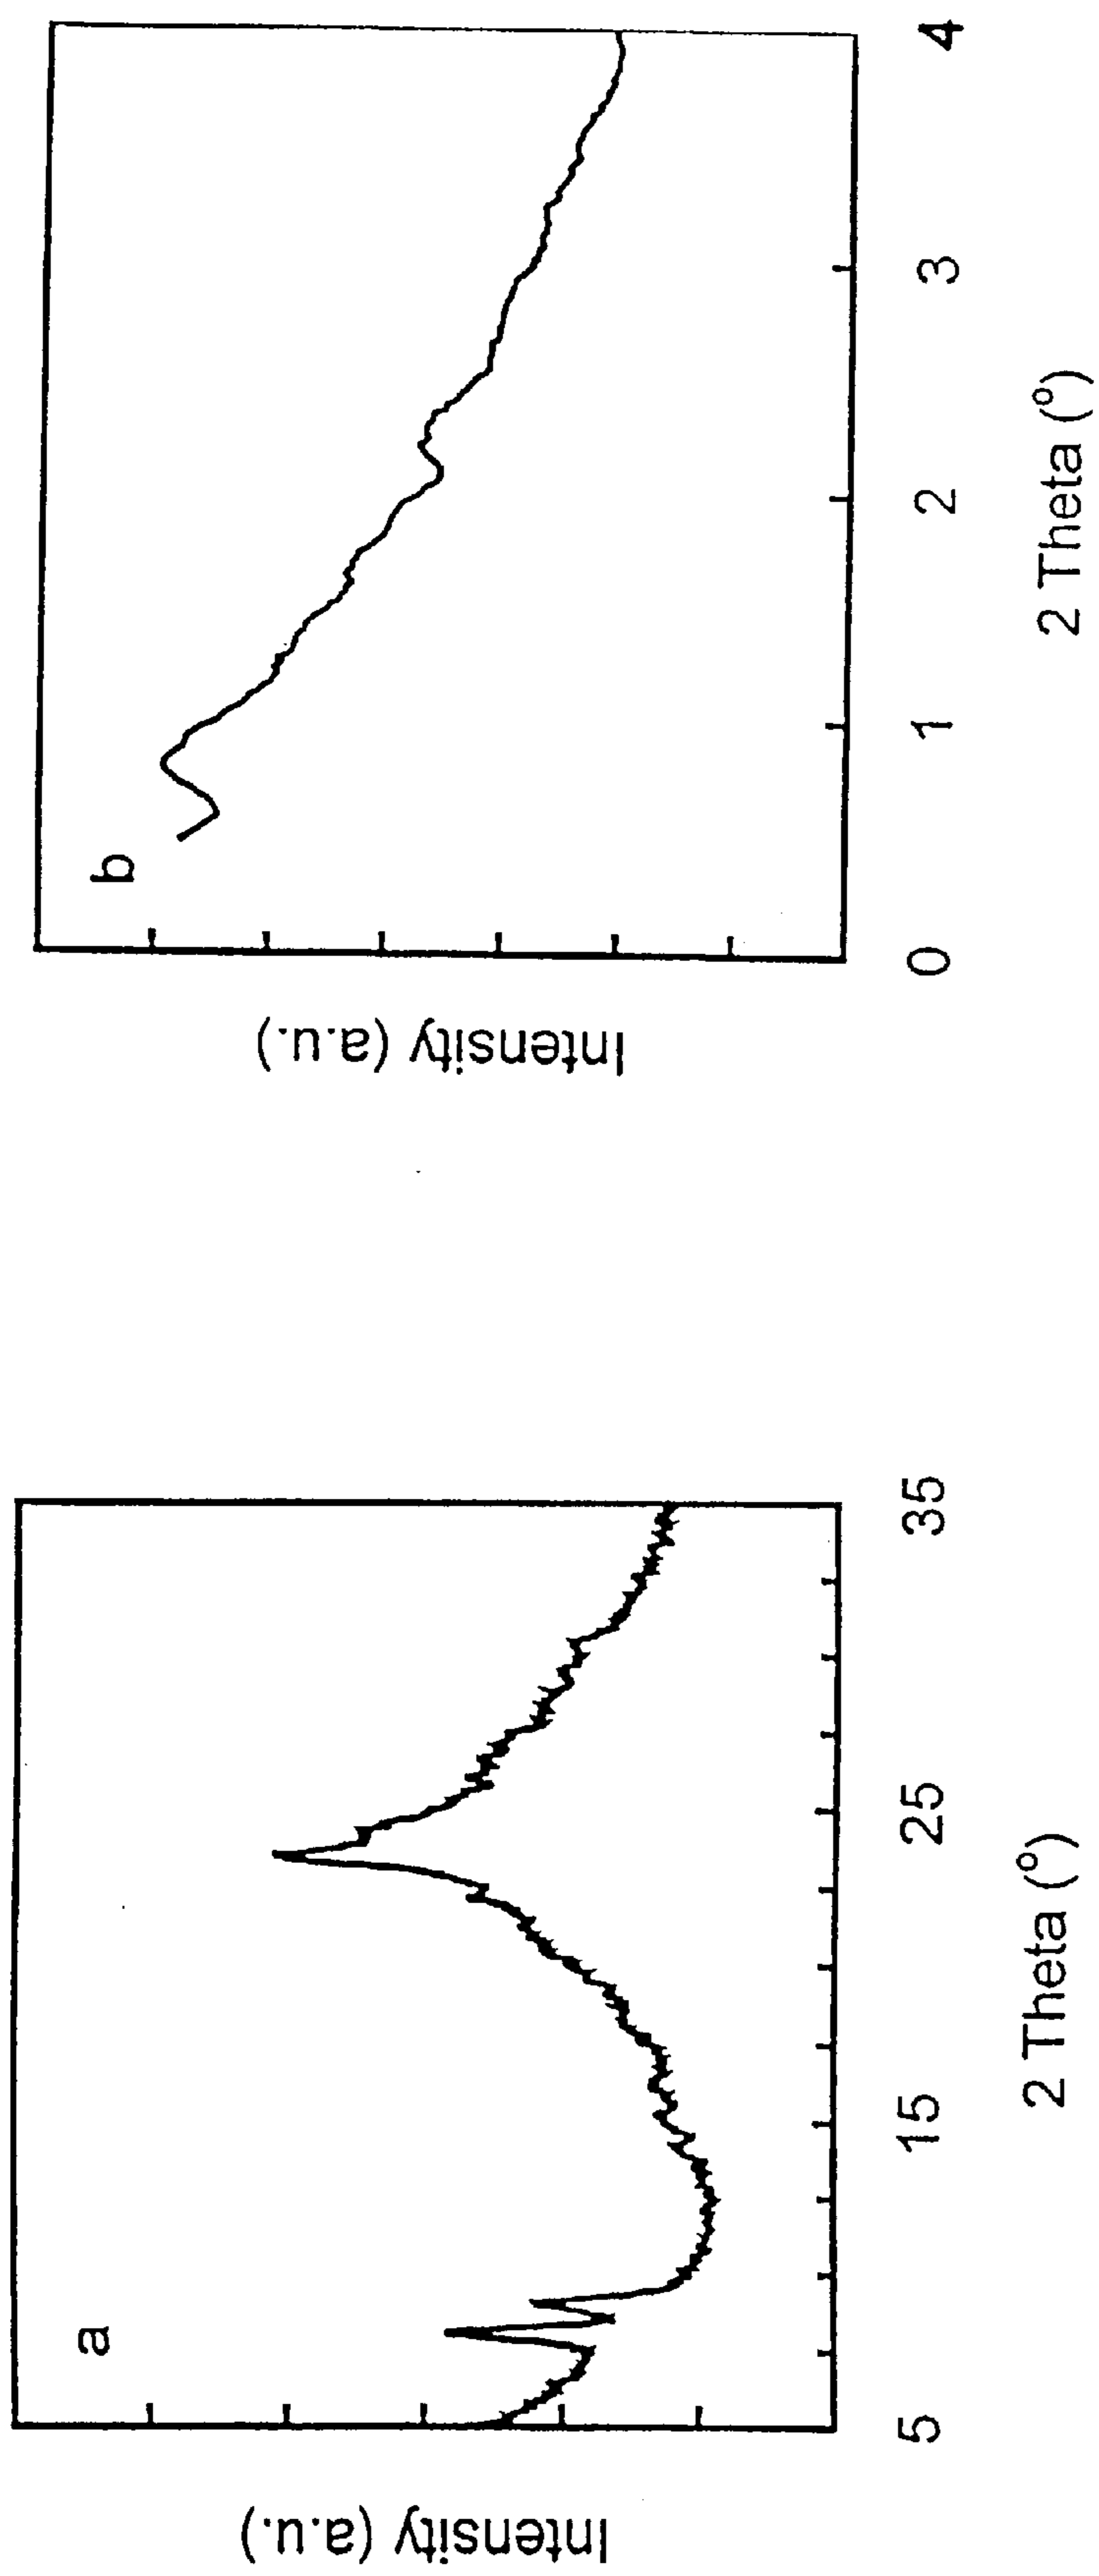 a
Intensity (a.u.)
5 15 25 35
2 Theta (°)
b
Intensity (a.u.)
0 1 2 3 4
2 Theta (°)